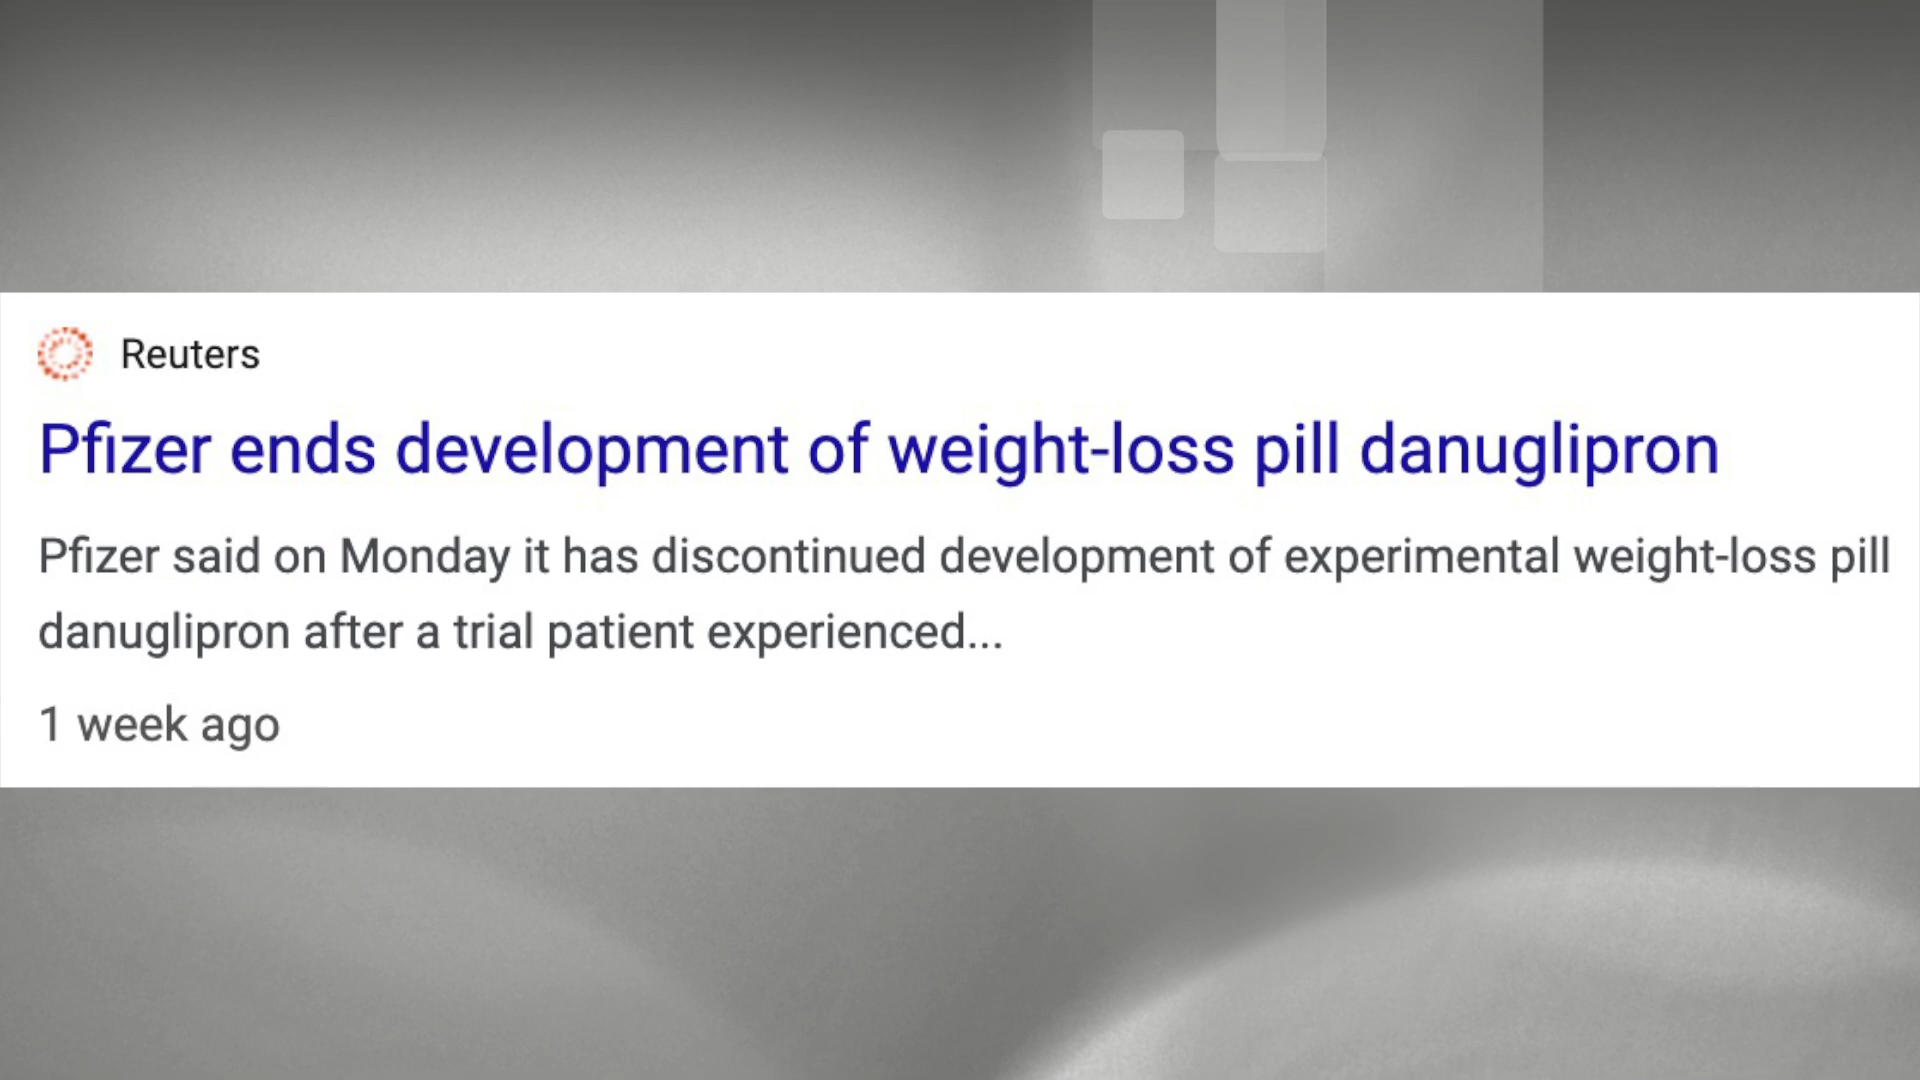 Reuters
Pfizer ends development of weight-loss pill danuglipron
Pfizer said on Monday it has discontinued development of experimental weight-loss pill
danuglipron after a trial patient experienced...
1 week ago